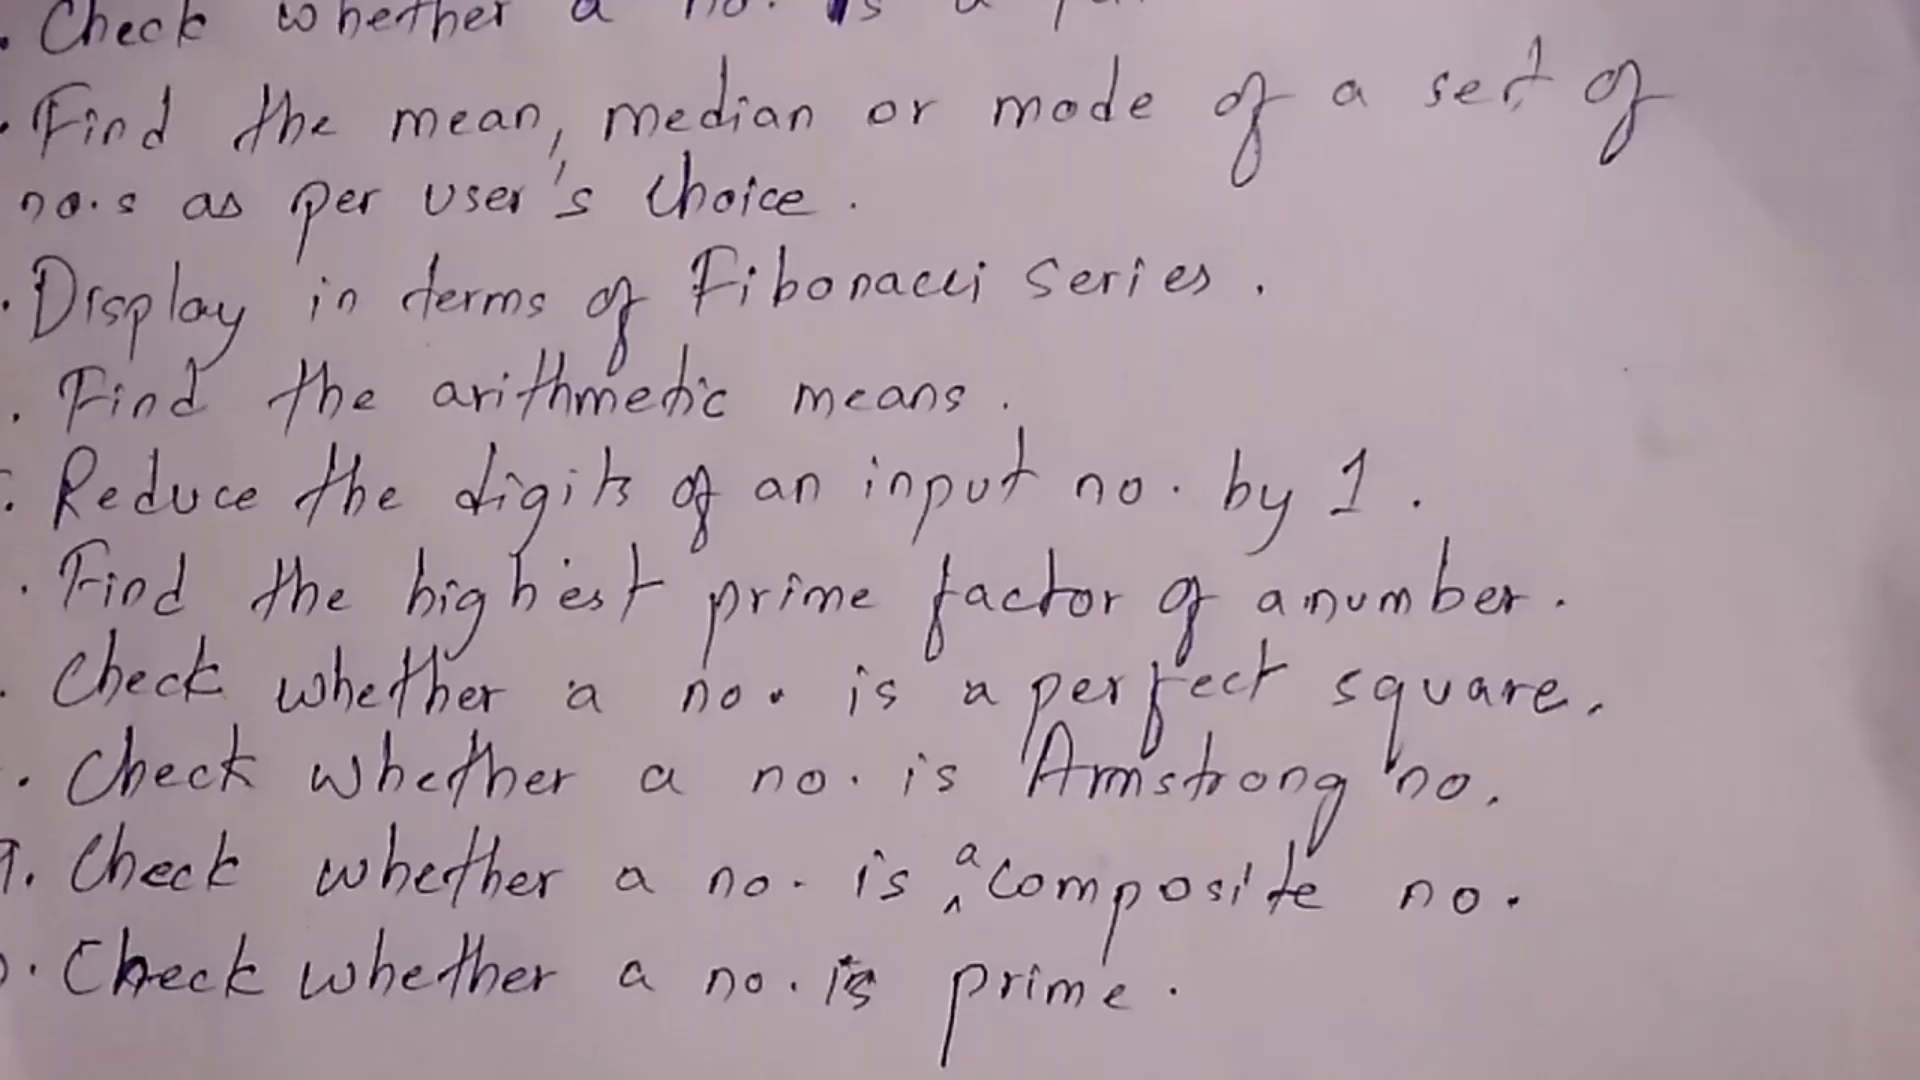 . Check whether a no. is a
. Find the mean, median or mode of a set of
no.s as per user's choice.
. Display in terms of Fibonacci series.
. Find the arithmetic means.
. Reduce the digits of an input no. by 1.
. Find the highest prime factor of a number.
. Check whether a no. is a perfect square.
. Check whether a no. is Armstrong no.
9. Check whether a no. is a composite no.
. Check whether a no. is prime.